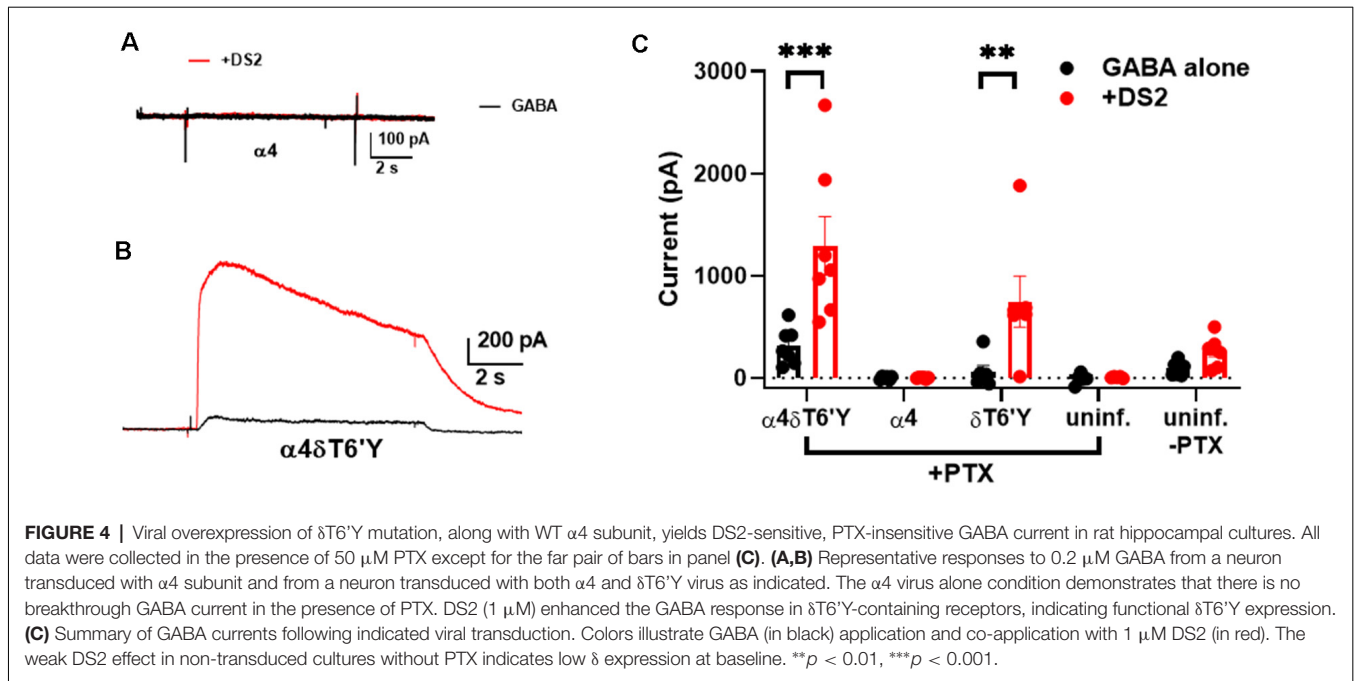 A
+DS2
GABA
α4
100 pA
2 s
B
200 pA
2 s
α4δT6'Y
C
*** **
GABA alone
+DS2
Current (pA)
3000
2000
1000
0
α4δT6'Y α4 δT6'Y uninf. uninf.
-PTX
+PTX
FIGURE 4 | Viral overexpression of δT6'Y mutation, along with WT α4 subunit, yields DS2-sensitive, PTX-insensitive GABA current in rat hippocampal cultures. All
data were collected in the presence of 50 μM PTX except for the far pair of bars in panel (C). (A,B) Representative responses to 0.2 μM GABA from a neuron
transduced with α4 subunit and from a neuron transduced with both α4 and δT6'Y virus as indicated. The α4 virus alone condition demonstrates that there is no
breakthrough GABA current in the presence of PTX. DS2 (1 μM) enhanced the GABA response in δT6'Y-containing receptors, indicating functional δT6'Y expression.
(C) Summary of GABA currents following indicated viral transduction. Colors illustrate GABA (in black) application and co-application with 1 μM DS2 (in red). The
weak DS2 effect in non-transduced cultures without PTX indicates low δ expression at baseline. **p < 0.01, ***p < 0.001.